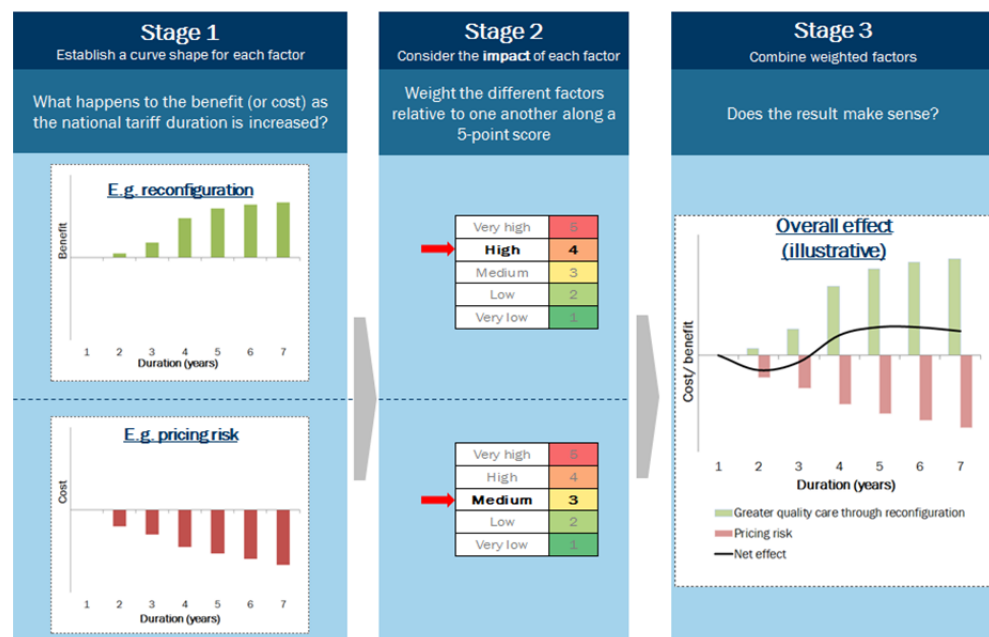 Stage 1
Establish a curve shape for each factor
What happens to the benefit (or cost) as
the national tariff duration is increased?
E.g. reconfiguration
Benefit
1 2 3 4 5 6 7
Duration (years)
E.g. pricing risk
Cost
1 2 3 4 5 6 7
Duration (years)
Stage 2
Consider the impact of each factor
Weight the different factors
relative to one another along a
5-point score
Very high 5
High 4
Medium 3
Low 2
Very low 1
Very high 5
High 4
Medium 3
Low 2
Very low 1
Stage 3
Combine weighted factors
Does the result make sense?
Overall effect
(illustrative)
Cost/ benefit
1 2 3 4 5 6 7
Duration (years)
Greater quality care through reconfiguration
Pricing risk
Net effect